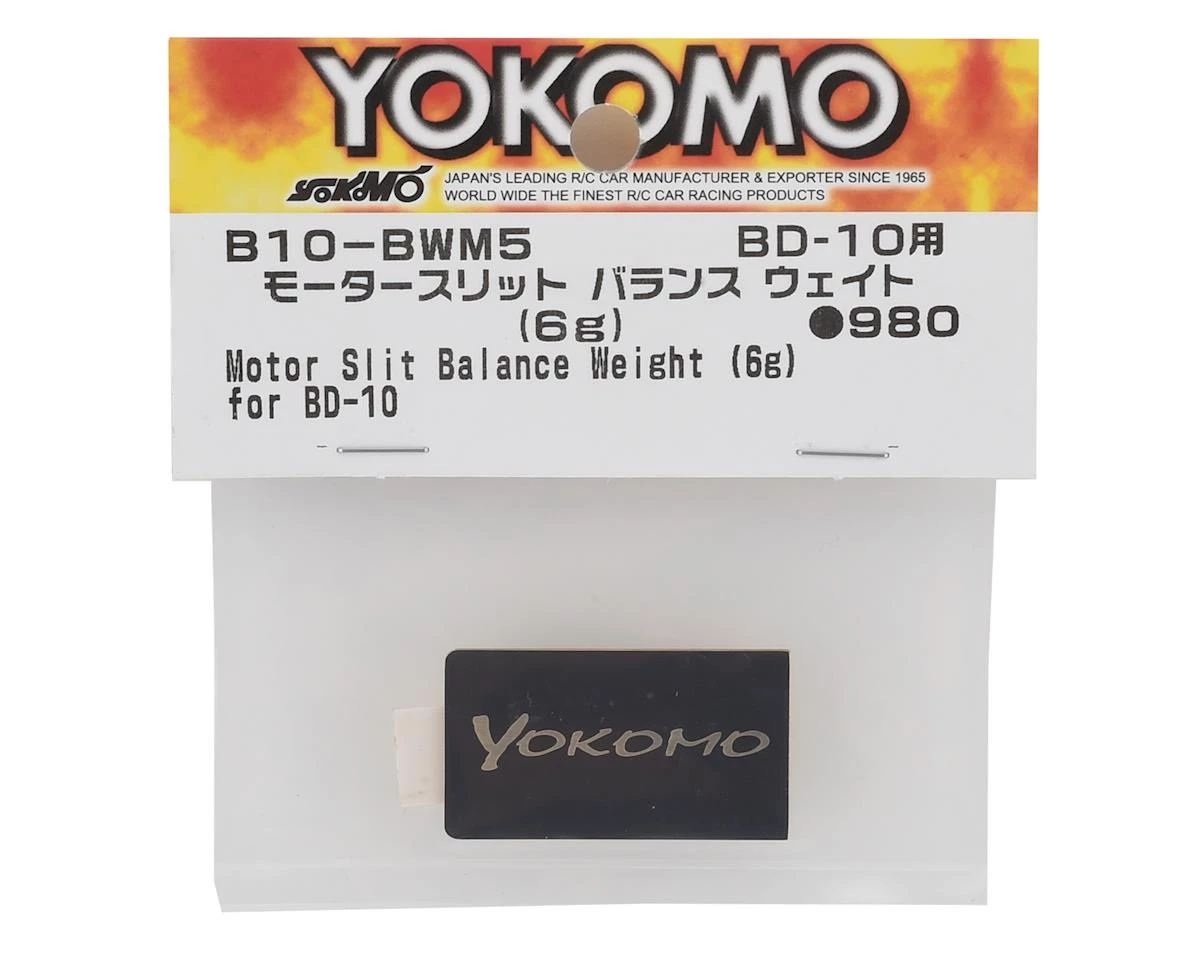 YOKOMO
YOKOMO JAPAN'S LEADING R/C CAR MANUFACTURER & EXPORTER SINCE 1965
WORLD WIDE THE FINEST R/C CAR RACING PRODUCTS
B10-BWM5 BD-10用
モータースリット バランス ウェイト
(6g) ●980
Motor Slit Balance Weight (6g)
for BD-10
YOKOMO